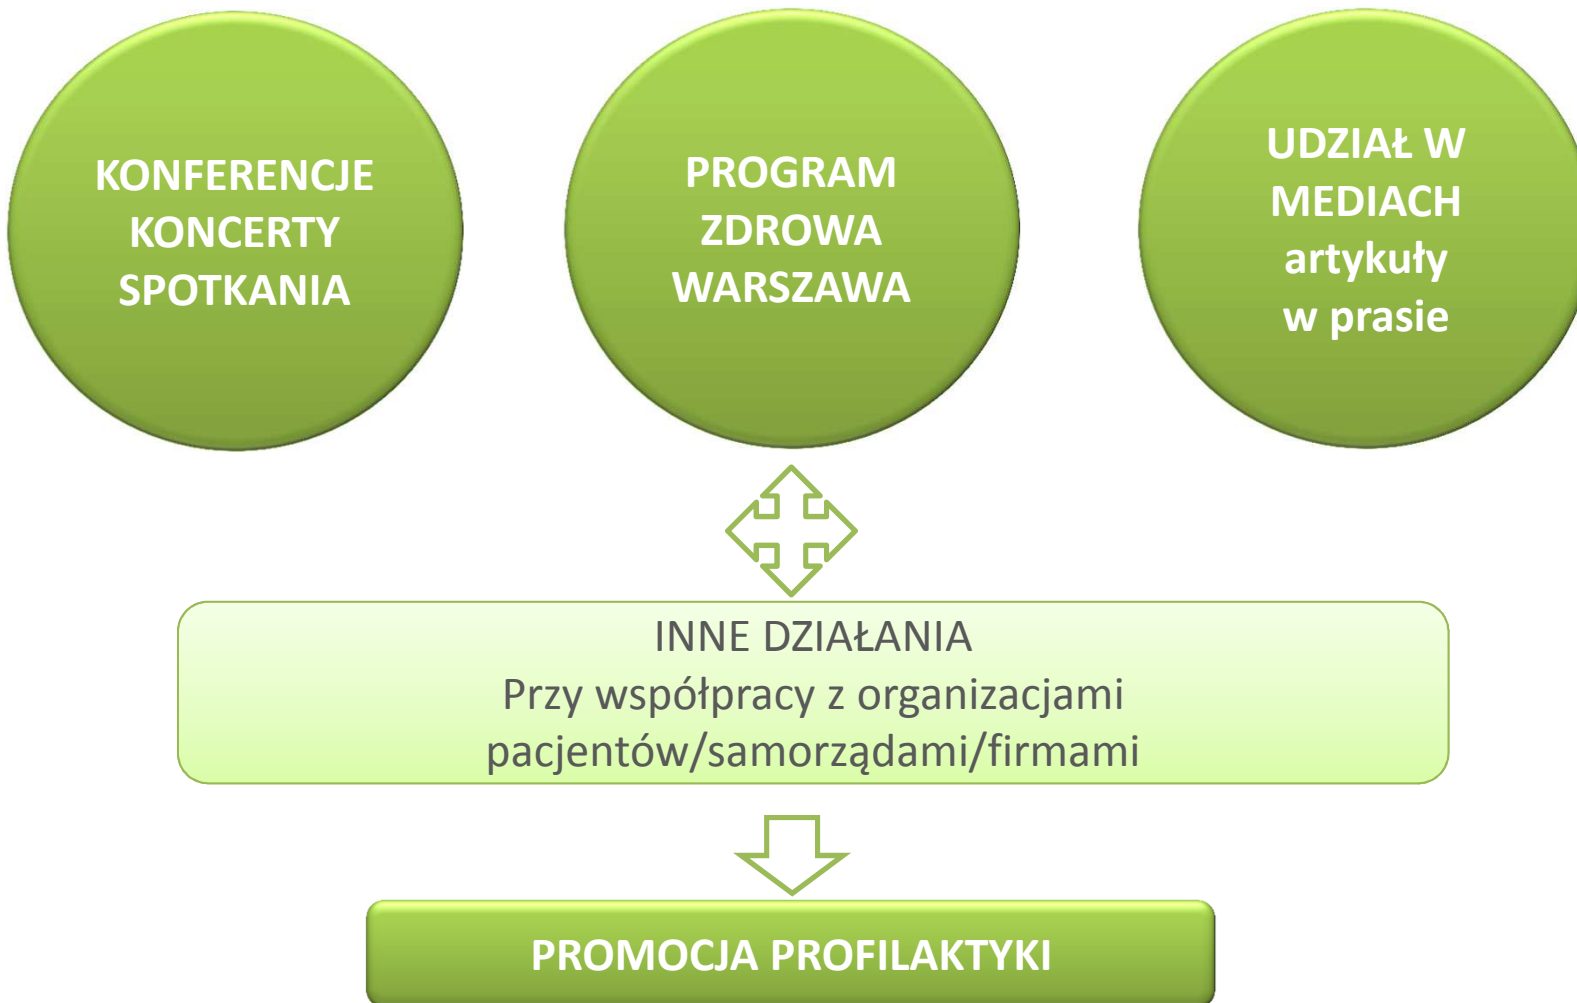 KONFERENCJE
KONCERTY
SPOTKANIA
PROGRAM
ZDROWA
WARSZAWA
UDZIAŁ W
MEDIACH
artykuły
w prasie
INNE DZIAŁANIA
Przy współpracy z organizacjami
pacjentów/samorządami/firmami
PROMOCJA PROFILAKTYKI